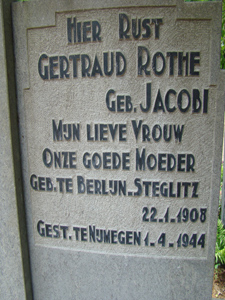 HIER RUST
GERTRAUD ROTHE
GEB. JACOBI
MIJN LIEVE VROUW
ONZE GOEDE MOEDER
GEB. TE BERLIJN-STEGLITZ
22.1.1908
GEST. TE NIJMEGEN 1.4.1944